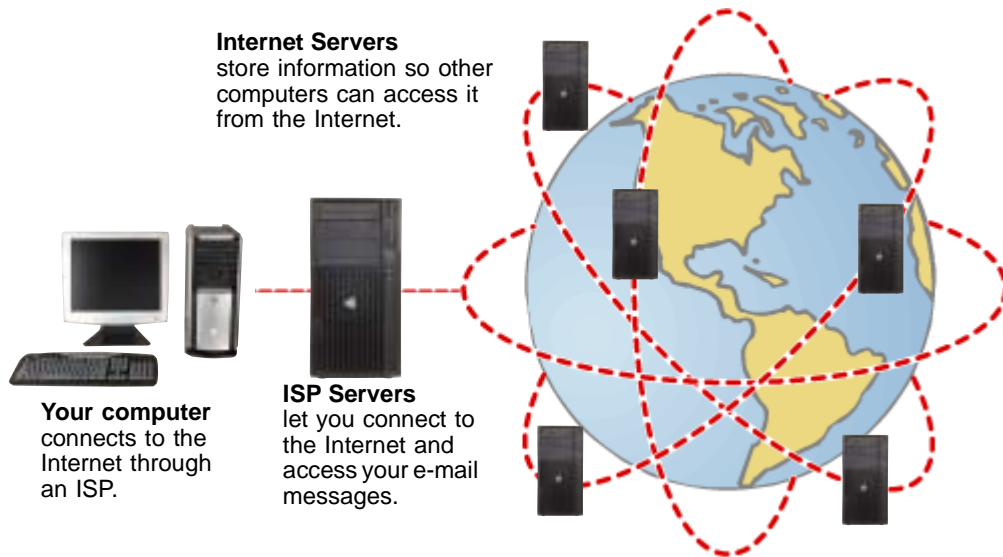 Internet Servers
store information so other
computers can access it
from the Internet.
Your computer
connects to the
Internet through
an ISP.
ISP Servers
let you connect to
the Internet and
access your e-mail
messages.